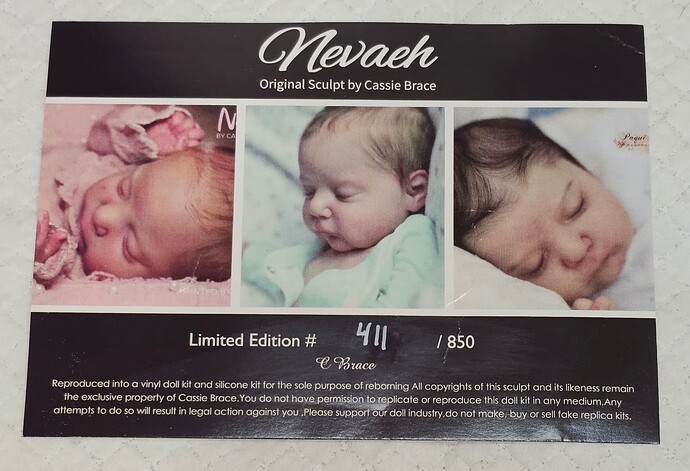 Nevaeh
Original Sculpt by Cassie Brace
N
BY CA
Paqui
Limited Edition # 411 / 850
C Brace
Reproduced into a vinyl doll kit and silicone kit for the sole purpose of reborning All copyrights of this sculpt and its likeness remain
the exclusive property of Cassie Brace.You do not have permission to replicate or reproduce this doll kit in any medium,Any
attempts to do so will result in legal action against you ,Please support our doll industry,do not make, buy or sell fake replica kits.